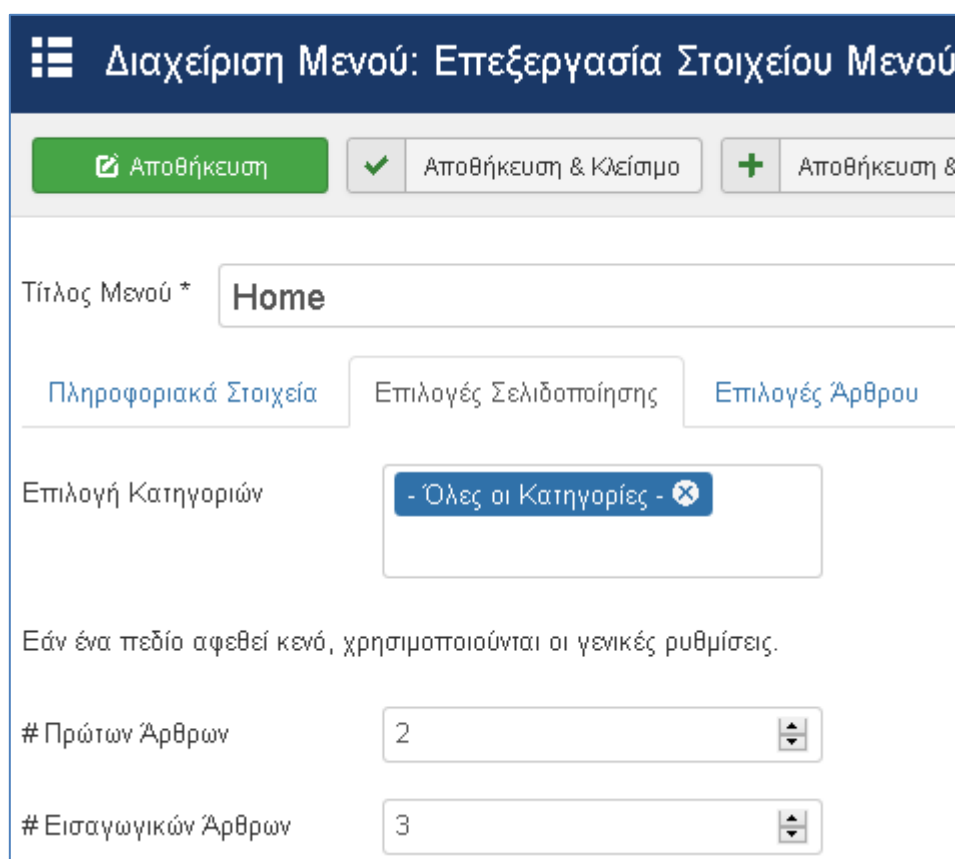 Διαχείριση Μενού: Επεξεργασία Στοιχείου Μενού
Αποθήκευση Αποθήκευση & Κλείσιμο Αποθήκευση &
Τίτλος Μενού * Home
Πληροφοριακά Στοιχεία Επιλογές Σελιδοποίησης Επιλογές Άρθρου
Επιλογή Κατηγοριών - Όλες οι Κατηγορίες -
Εάν ένα πεδίο αφεθεί κενό, χρησιμοποιούνται οι γενικές ρυθμίσεις.
# Πρώτων Άρθρων 2
# Εισαγωγικών Άρθρων 3